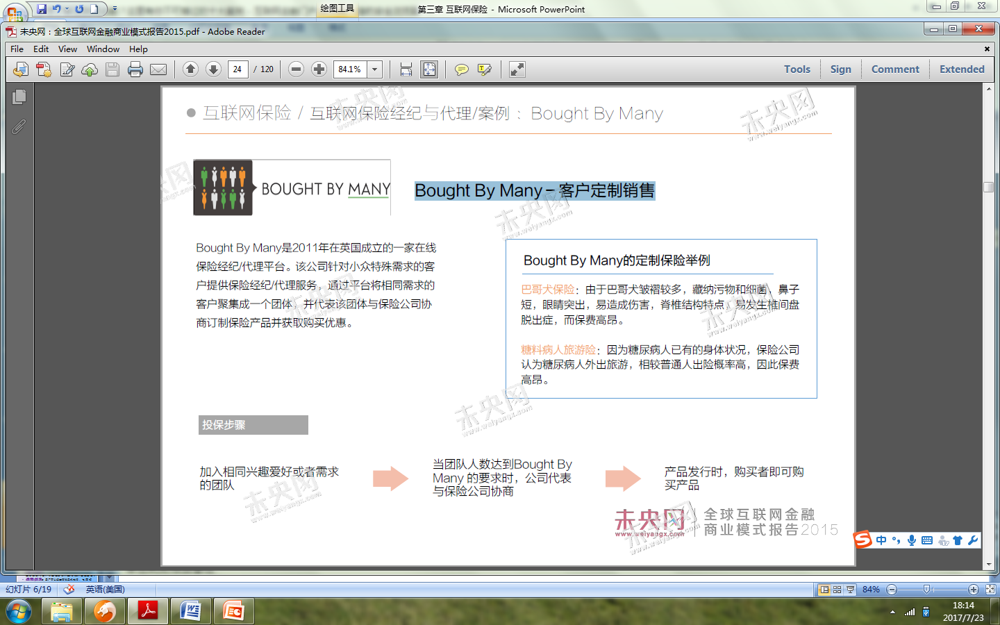 绘图工具
第三章 互联网保险 - Microsoft PowerPoint
未央网：全球互联网金融商业模式报告2015.pdf - Adobe Reader
File Edit View Window Help
24 / 120 84.1% Tools Sign Comment Extended
互联网保险 / 互联网保险经纪与代理/案例 ： Bought By Many
BOUGHT BY MANY
Bought By Many – 客户定制销售
Bought By Many是2011年在英国成立的一家在线
保险经纪/代理平台。该公司针对小众特殊需求的客
户提供保险经纪/代理服务，通过平台将相同需求的
客户聚集成一个团体，并代表该团体与保险公司协
商订制保险产品并获取购买优惠。
Bought By Many的定制保险举例
巴哥犬保险：由于巴哥犬皱褶较多，藏纳污物和细菌，鼻子
短，眼睛突出，易造成伤害，脊椎结构特点，易发生椎间盘
脱出症，而保费高昂。
糖料病人旅游险：因为糖尿病人已有的身体状况，保险公司
认为糖尿病人外出旅游，相较普通人出险概率高，因此保费
高昂。
投保步骤
加入相同兴趣爱好或者需求
的团队
当团队人数达到Bought By
Many 的要求时，公司代表
与保险公司协商
产品发行时，购买者即可购
买产品
未央网
www.weiyangx.com
全球互联网金融
商业模式报告2015
中
幻灯片 6/19 英语(美国) 84%
18:14
2017/7/23